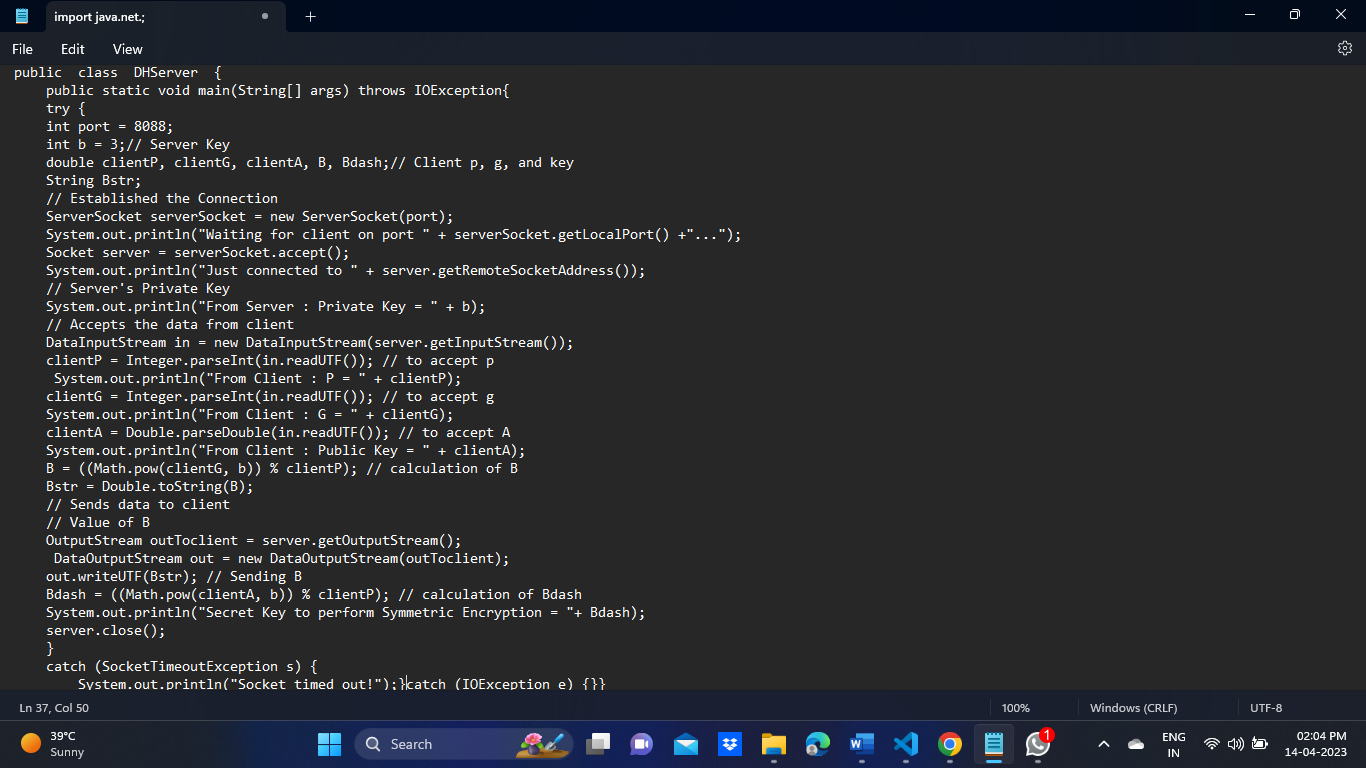 import java.net.;
File Edit View
public  class  DHServer  {
    public static void main(String[] args) throws IOException{
    try {
    int port = 8088;
    int b = 3;// Server Key
    double clientP, clientG, clientA, B, Bdash;// Client p, g, and key
    String Bstr;
    // Established the Connection
    ServerSocket serverSocket = new ServerSocket(port);
    System.out.println("Waiting for client on port " + serverSocket.getLocalPort() +"...");
    Socket server = serverSocket.accept();
    System.out.println("Just connected to " + server.getRemoteSocketAddress());
    // Server's Private Key
    System.out.println("From Server : Private Key = " + b);
    // Accepts the data from client
    DataInputStream in = new DataInputStream(server.getInputStream());
    clientP = Integer.parseInt(in.readUTF()); // to accept p
     System.out.println("From Client : P = " + clientP);
    clientG = Integer.parseInt(in.readUTF()); // to accept g
    System.out.println("From Client : G = " + clientG);
    clientA = Double.parseDouble(in.readUTF()); // to accept A
    System.out.println("From Client : Public Key = " + clientA);
    B = ((Math.pow(clientG, b)) % clientP); // calculation of B
    Bstr = Double.toString(B);
    // Sends data to client
    // Value of B
    OutputStream outToclient = server.getOutputStream();
     DataOutputStream out = new DataOutputStream(outToclient);
    out.writeUTF(Bstr); // Sending B
    Bdash = ((Math.pow(clientA, b)) % clientP); // calculation of Bdash
    System.out.println("Secret Key to perform Symmetric Encryption = "+ Bdash);
    server.close();
    }
    catch (SocketTimeoutException s) {
        System.out.println("Socket timed out!");}catch (IOException e) {}}
Ln 37, Col 50 100% Windows (CRLF) UTF-8
39°C
Sunny
Search
1
ENG
IN
02:04 PM
14-04-2023